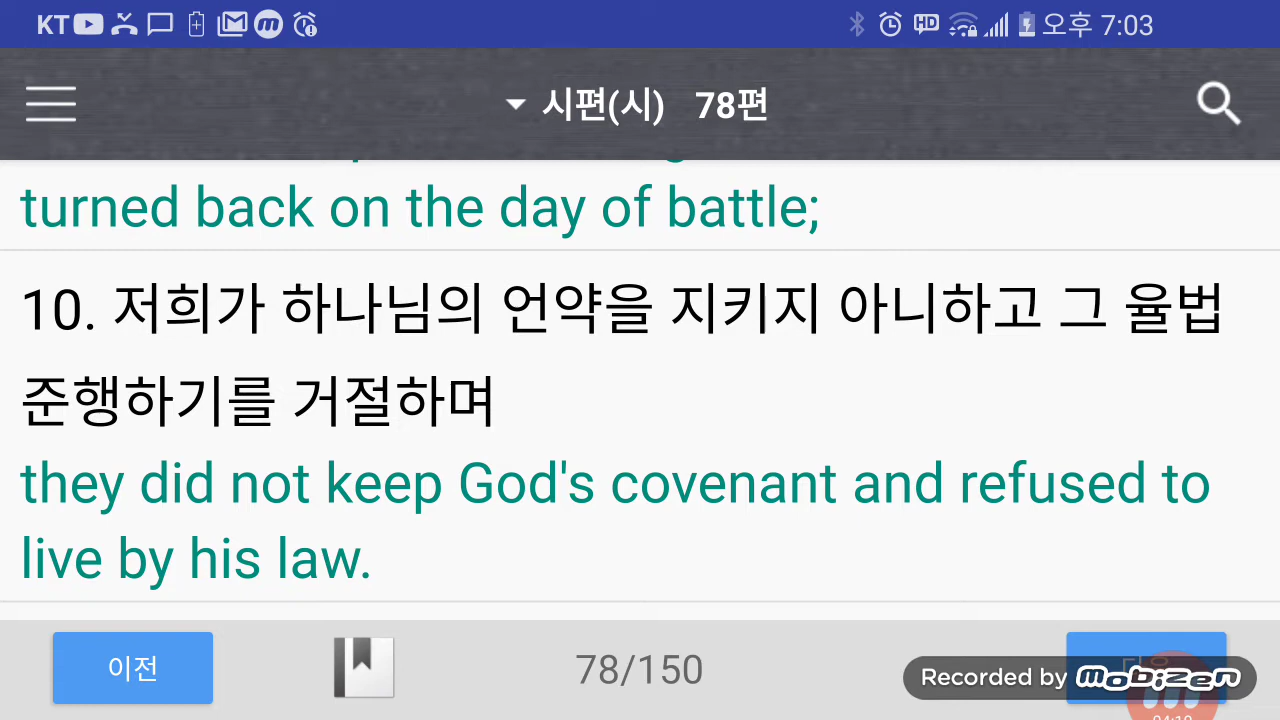 KT 오후 7:03
시편(시) 78편
turned back on the day of battle;
10. 저희가 하나님의 언약을 지키지 아니하고 그 율법
준행하기를 거절하며
they did not keep God's covenant and refused to
live by his law.
이전 78/150
Recorded by Mobizen
04:19